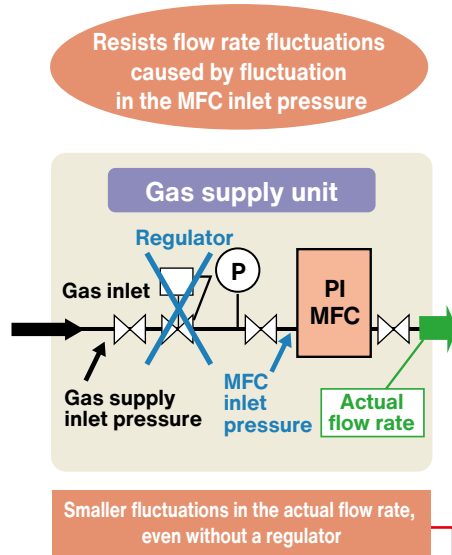 Resists flow rate fluctuations
caused by fluctuation
in the MFC inlet pressure
Gas supply unit
Regulator
P
PI
MFC
Gas inlet
Gas supply
inlet pressure
MFC
inlet
pressure
Actual
flow rate
Smaller fluctuations in the actual flow rate,
even without a regulator